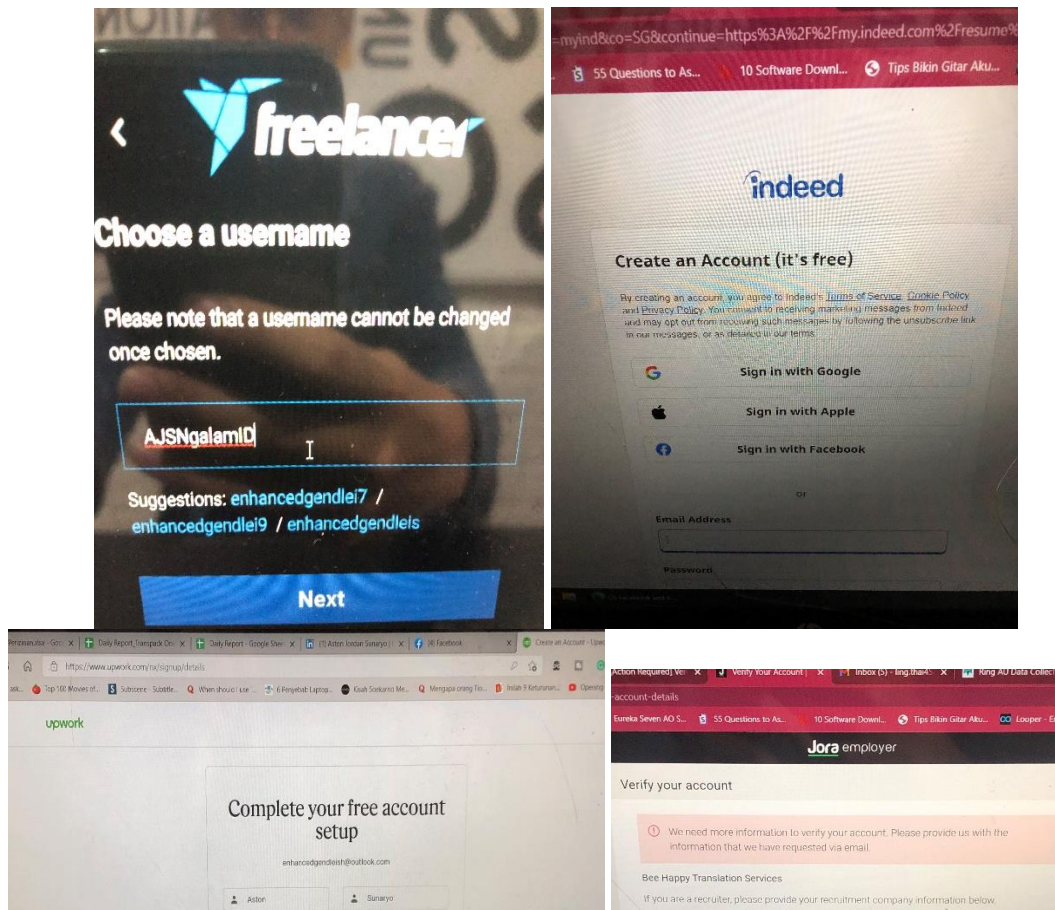 freelancer
Choose a username
Please note that a username cannot be changed
once chosen.
AJSNgalamID
Suggestions: enhancedgendlei7 /
enhancedgendlei9 / enhancedgendleis
Next
=myind&co=SG&continue=https%3A%2F%2Fmy.indeed.com%2Fresume%
55 Questions to As...
10 Software Downl...
Tips Bikin Gitar Aku...
indeed
Create an Account (it's free)
By creating an account, you agree to Indeed's Terms of Service, Cookie Policy
and Privacy Policy. You consent to receiving marketing messages from Indeed
and may opt out from receiving such messages by following the unsubscribe link
in our messages, or as detailed in our terms.
Sign in with Google
Sign in with Apple
Sign in with Facebook
or
Email Address
Password
Daily Report_Transpack Dri
Daily Report - Google Shee
Facebook
Create an Account - Upwo
https://www.upwork.com/nx/signup/details
Top 100 Movies of...
Subscene - Subtitle...
Q When should I use ...
6 Penyebab Laptop...
Kisah Soekarno Me...
Q Mengapa orang Tio...
Opening
upwork
Complete your free account
setup
enhancedgendleish@outlook.com
Aston
Sunaryo
Action Required] Ver
Verify Your Account
Inbox (5) - ling.thai4
Ring AU Data Collect
-account-details
Eureka Seven AO S...
55 Questions to As...
10 Software Downl...
Tips Bikin Gitar Aku...
Looper - E
Jora employer
Verify your account
We need more information to verify your account. Please provide us with the
information that we have requested via email.
Bee Happy Translation Services
If you are a recruiter, please provide your recruitment company information below.